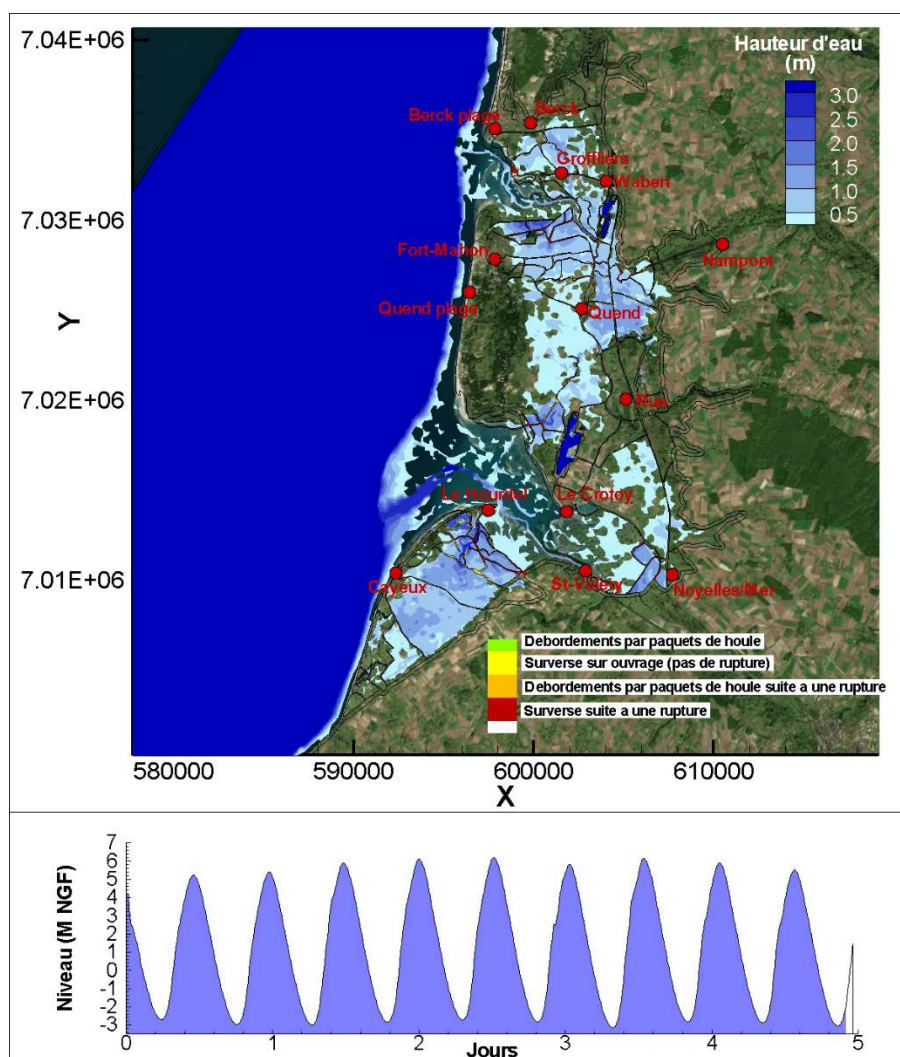 7.04E+06
Hauteur d'eau
(m)
3.0
2.5
2.0
1.5
1.0
0.5
Berck plage
Berck
Groffliers
Waben
7.03E+06
Fort-Mahon
Nampont
Quend plage
Quend
Y
7.02E+06
Rue
Le Hourdel
Le Crotoy
7.01E+06
Cayeux
St-Valery
Noyelles/Mer
Debordements par paquets de houle
Surverse sur ouvrage (pas de rupture)
Debordements par paquets de houle suite a une rupture
Surverse suite a une rupture
580000
590000
600000
610000
X
Niveau (M NGF)
7
6
5
4
2
1
0
-1
-2
-3
0
1
2
3
4
5
Jours